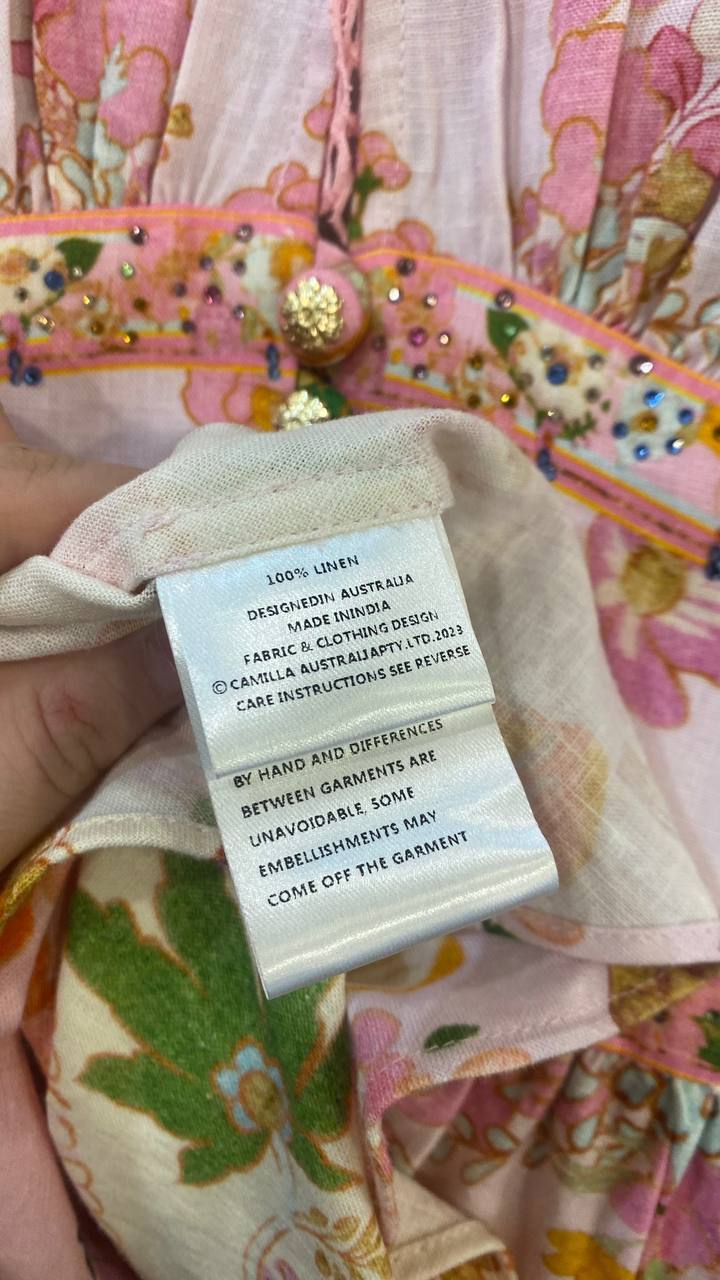 100% LINEN
DESIGNEDIN AUSTRALIA
MADE ININDIA
FABRIC & CLOTHING DESIGN
©CAMILLA AUSTRALIAPTY.LTD.2023
CARE INSTRUCTIONS SEE REVERSE
BY HAND AND DIFFERENCES
BETWEEN GARMENTS ARE
UNAVOIDABLE, SOME
EMBELLISHMENTS MAY
COME OFF THE GARMENT